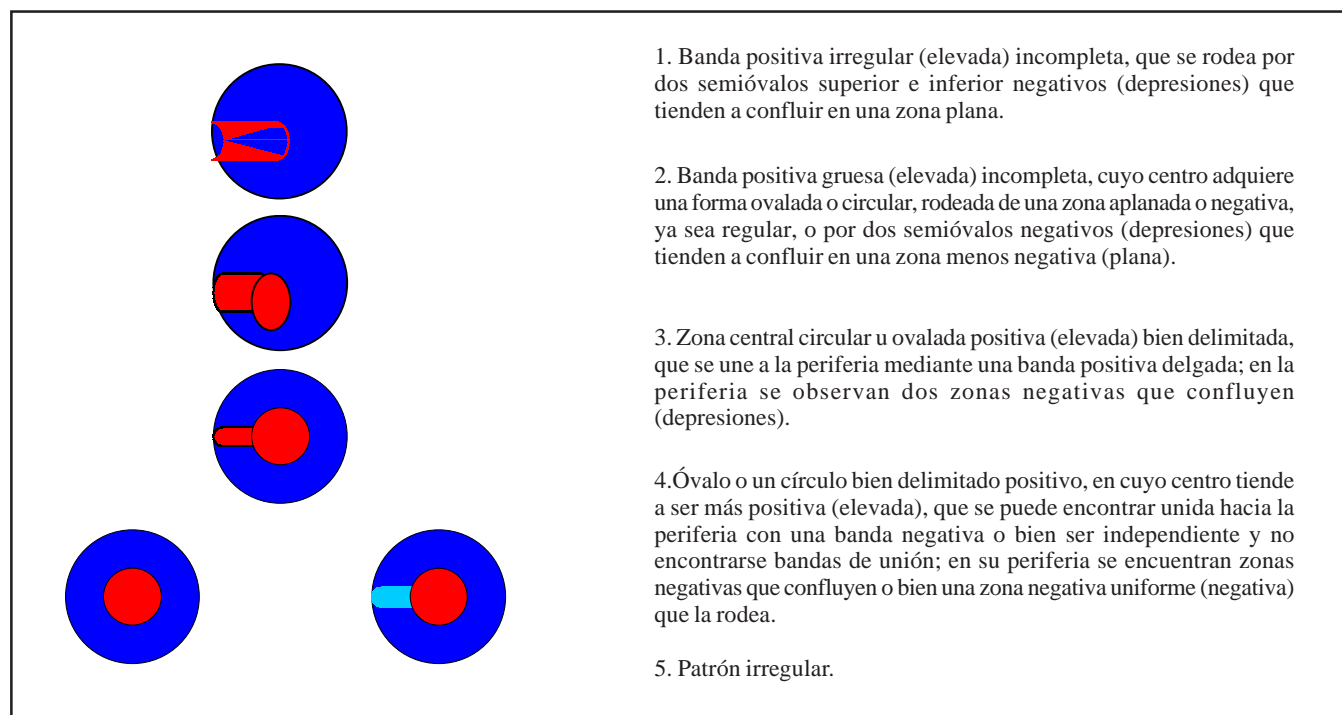 1. Banda positiva irregular (elevada) incompleta, que se rodea por
dos semióvalos superior e inferior negativos (depresiones) que
tienden a confluir en una zona plana.
2. Banda positiva gruesa (elevada) incompleta, cuyo centro adquiere
una forma ovalada o circular, rodeada de una zona aplanada o negativa,
ya sea regular, o por dos semióvalos negativos (depresiones) que
tienden a confluir en una zona menos negativa (plana).
3. Zona central circular u ovalada positiva (elevada) bien delimitada,
que se une a la periferia mediante una banda positiva delgada; en la
periferia se observan dos zonas negativas que confluyen
(depresiones).
4.Óvalo o un círculo bien delimitado positivo, en cuyo centro tiende
a ser más positiva (elevada), que se puede encontrar unida hacia la
periferia con una banda negativa o bien ser independiente y no
encontrarse bandas de unión; en su periferia se encuentran zonas
negativas que confluyen o bien una zona negativa uniforme (negativa)
que la rodea.
5. Patrón irregular.